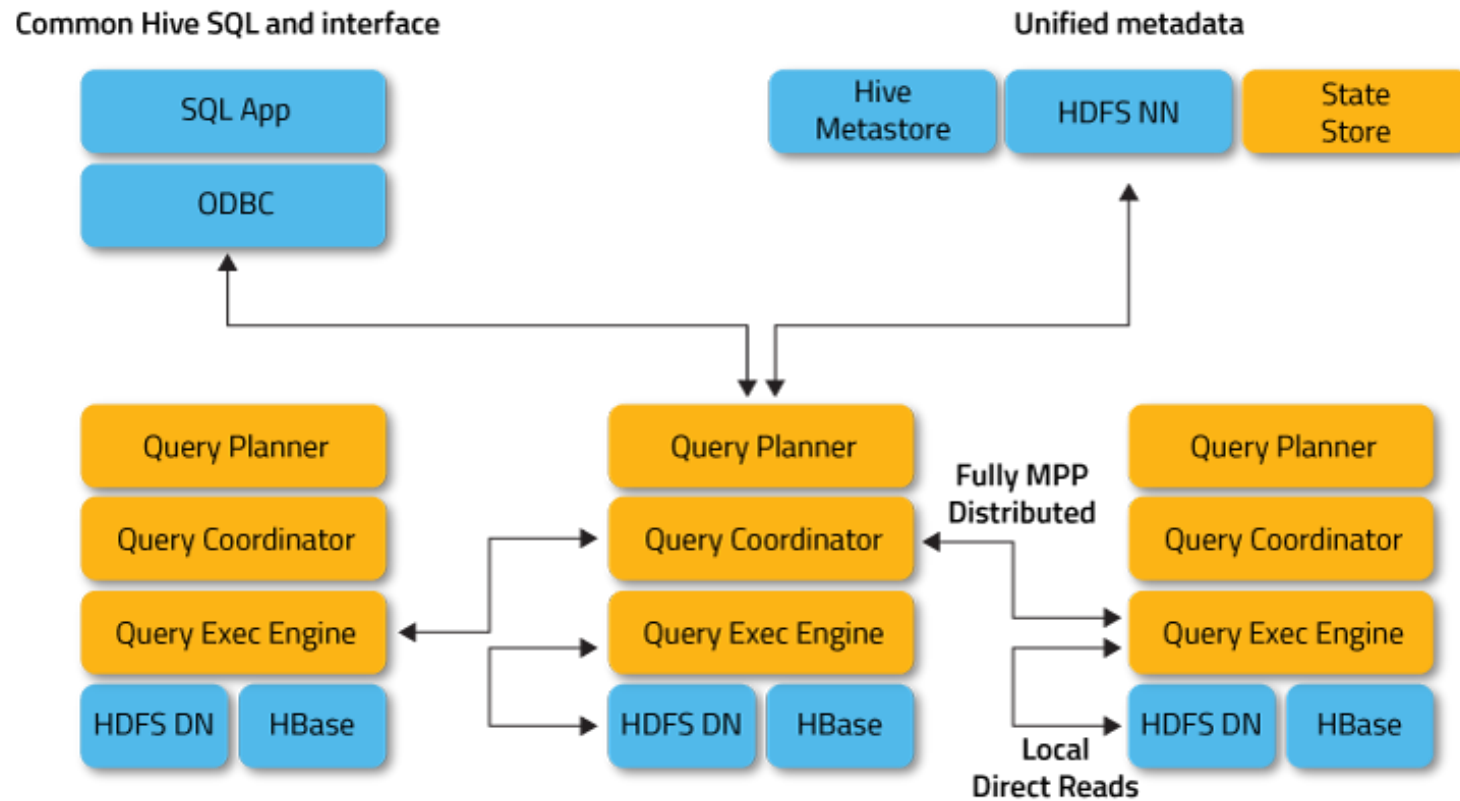 Common Hive SQL and interface
Unified metadata
SQL App
ODBC
Hive
Metastore
HDFS NN
State
Store
Query Planner
Query Coordinator
Query Exec Engine
HDFS DN
HBase
Query Planner
Query Coordinator
Query Exec Engine
HDFS DN
HBase
Fully MPP
Distributed
Local
Direct Reads
Query Planner
Query Coordinator
Query Exec Engine
HDFS DN
HBase